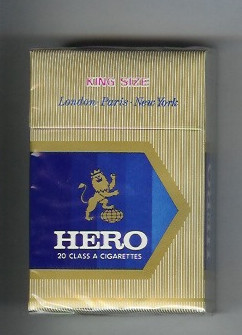 KING SIZE
London-Paris-New York
HERO
20 CLASS A CIGARETTES